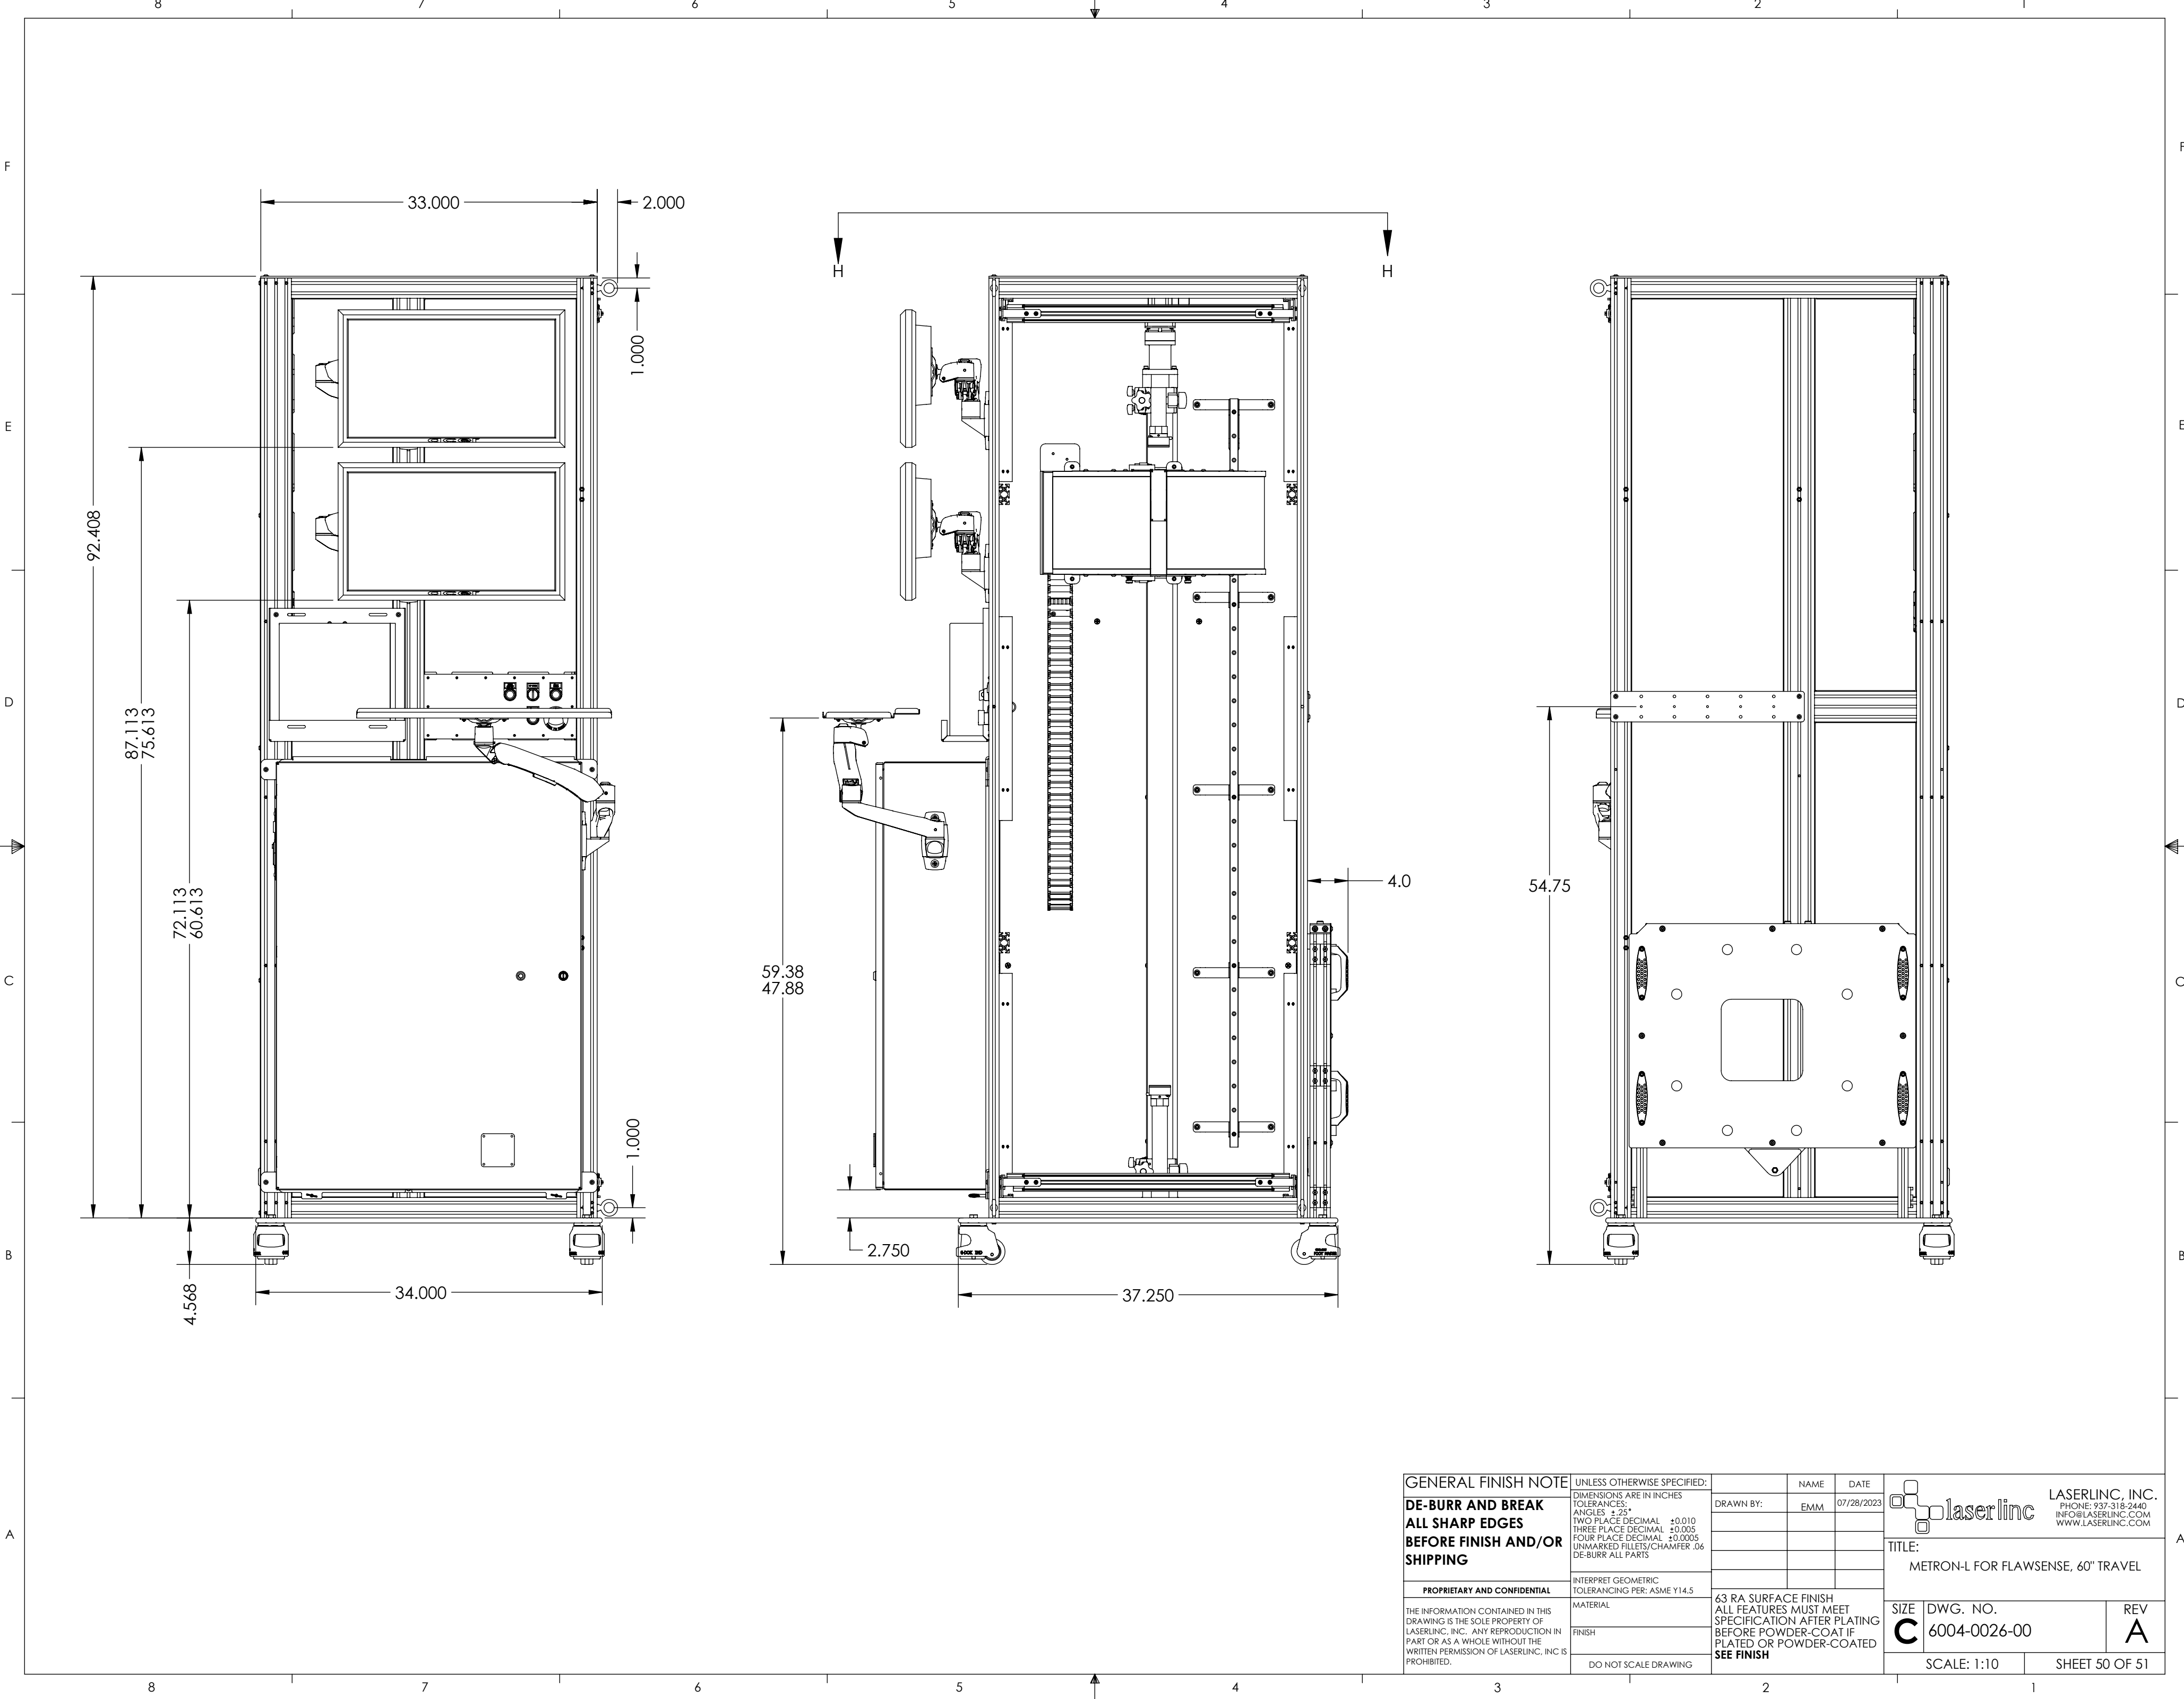 8 7 6 5 4 3 2 1
F F
33.000
2.000
H H
1.000
acer
E E
acer
92.408
D D
87.113
75.613
72.113
60.613
4.0
54.75
59.38
47.88
C C
1.000
2.750
B B
4.568
34.000
37.250
GENERAL FINISH NOTE
DE-BURR AND BREAK
ALL SHARP EDGES
BEFORE FINISH AND/OR
SHIPPING
PROPRIETARY AND CONFIDENTIAL
THE INFORMATION CONTAINED IN THIS
DRAWING IS THE SOLE PROPERTY OF
LASERLINC, INC. ANY REPRODUCTION IN
PART OR AS A WHOLE WITHOUT THE
WRITTEN PERMISSION OF LASERLINC, INC IS
PROHIBITED.
UNLESS OTHERWISE SPECIFIED:
DIMENSIONS ARE IN INCHES
TOLERANCES:
ANGLES ±.25°
TWO PLACE DECIMAL ±0.010
THREE PLACE DECIMAL ±0.005
FOUR PLACE DECIMAL ±0.0005
UNMARKED FILLETS/CHAMFER .06
DE-BURR ALL PARTS
INTERPRET GEOMETRIC
TOLERANCING PER: ASME Y14.5
MATERIAL
FINISH
DO NOT SCALE DRAWING
NAME DATE
DRAWN BY: EMM 07/28/2023
63 RA SURFACE FINISH
ALL FEATURES MUST MEET
SPECIFICATION AFTER PLATING
BEFORE POWDER-COAT IF
PLATED OR POWDER-COATED
SEE FINISH
laserlinc
LASERLINC, INC.
PHONE: 937-318-2440
INFO@LASERLINC.COM
WWW.LASERLINC.COM
TITLE:
METRON-L FOR FLAWSENSE, 60" TRAVEL
SIZE DWG. NO. REV
C 6004-0026-00 A
SCALE: 1:10 SHEET 50 OF 51
A A
8 7 6 5 4 3 2 1